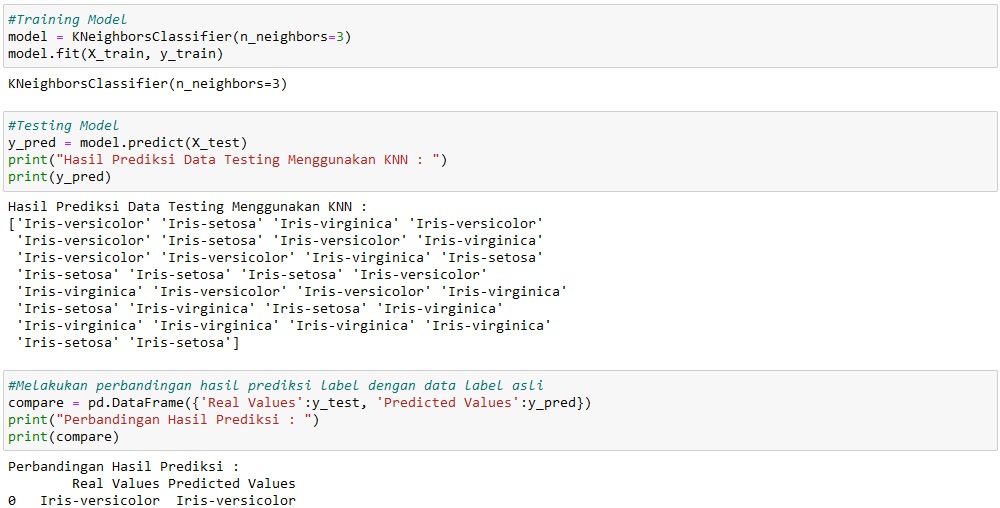 #Training Model
model = KNeighborsClassifier(n_neighbors=3)
model.fit(X_train, y_train)
KNeighborsClassifier(n_neighbors=3)
#Testing Model
y_pred = model.predict(X_test)
print("Hasil Prediksi Data Testing Menggunakan KNN : ")
print(y_pred)
Hasil Prediksi Data Testing Menggunakan KNN :
['Iris-versicolor' 'Iris-setosa' 'Iris-virginica' 'Iris-versicolor'
 'Iris-versicolor' 'Iris-setosa' 'Iris-versicolor' 'Iris-virginica'
 'Iris-versicolor' 'Iris-versicolor' 'Iris-virginica' 'Iris-setosa'
 'Iris-setosa' 'Iris-setosa' 'Iris-setosa' 'Iris-versicolor'
 'Iris-virginica' 'Iris-versicolor' 'Iris-versicolor' 'Iris-virginica'
 'Iris-setosa' 'Iris-virginica' 'Iris-setosa' 'Iris-virginica'
 'Iris-virginica' 'Iris-virginica' 'Iris-virginica' 'Iris-virginica'
 'Iris-setosa' 'Iris-setosa']
#Melakukan perbandingan hasil prediksi label dengan data label asli
compare = pd.DataFrame({'Real Values':y_test, 'Predicted Values':y_pred})
print("Perbandingan Hasil Prediksi : ")
print(compare)
Perbandingan Hasil Prediksi :
        Real Values Predicted Values
0   Iris-versicolor  Iris-versicolor